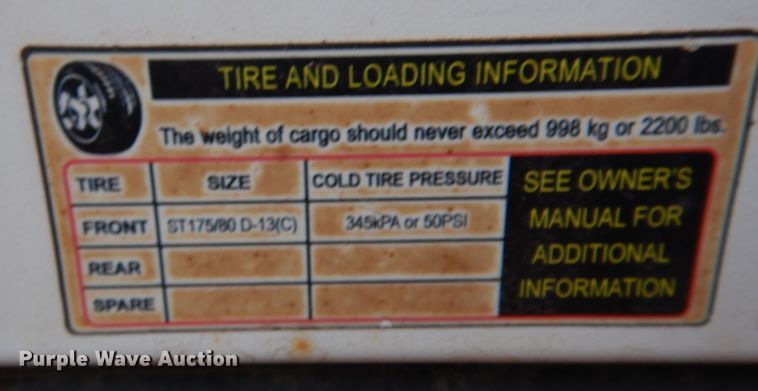 TIRE AND LOADING INFORMATION
The weight of cargo should never exceed 998 kg or 2200 lbs.
TIRE SIZE COLD TIRE PRESSURE
FRONT ST175/80 D-13(C) 345kPA or 50PSI
REAR
SPARE
SEE OWNER'S
MANUAL FOR
ADDITIONAL
INFORMATION
Purple Wave Auction